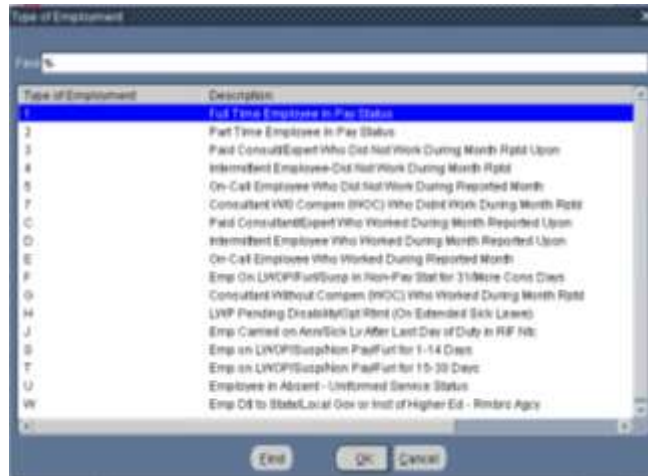 Type of Employment
Find %
Type of Employment Description
1 Full Time Employee in Pay Status
2 Part Time Employee In Pay Status
3 Paid Consult/Expert Who Did Not Work During Month Rptd Upon
4 Intermittent Employee-Did Not Work During Month Rptd
5 On-Call Employee Who Did Not Work During Reported Month
7 Consultant W/0 Compen (WOC) Who Didnt Work During Month Rptd
C Paid Consultant/Expert Who Worked During Month Reported Upon
D Intermittent Employee Who Worked During Month Reported Upon
E On-Call Employee Who Worked During Reported Month
F Emp On LWOP/Furl/Susp in Non-Pay Stat for 31/More Cons Days
G Consultant Without Compen (WOC) Who Worked During Month Rptd
H LWP Pending Disability/Opt Rtmt (On Extended Sick Leave)
J Emp Carried on Ann/Sick Lv After Last Day of Duty in RIF Ntc
S Emp on LWOP/Susp/Non Pay/Furl for 1-14 Days
T Emp on LWOP/Susp/Non Pay/Furl for 15-30 Days
U Employee in Absent - Uniformed Service Status
W Emp Dtl to State/Local Gov or Inst of Higher Ed - Rmbrs Agcy
Find OK Cancel